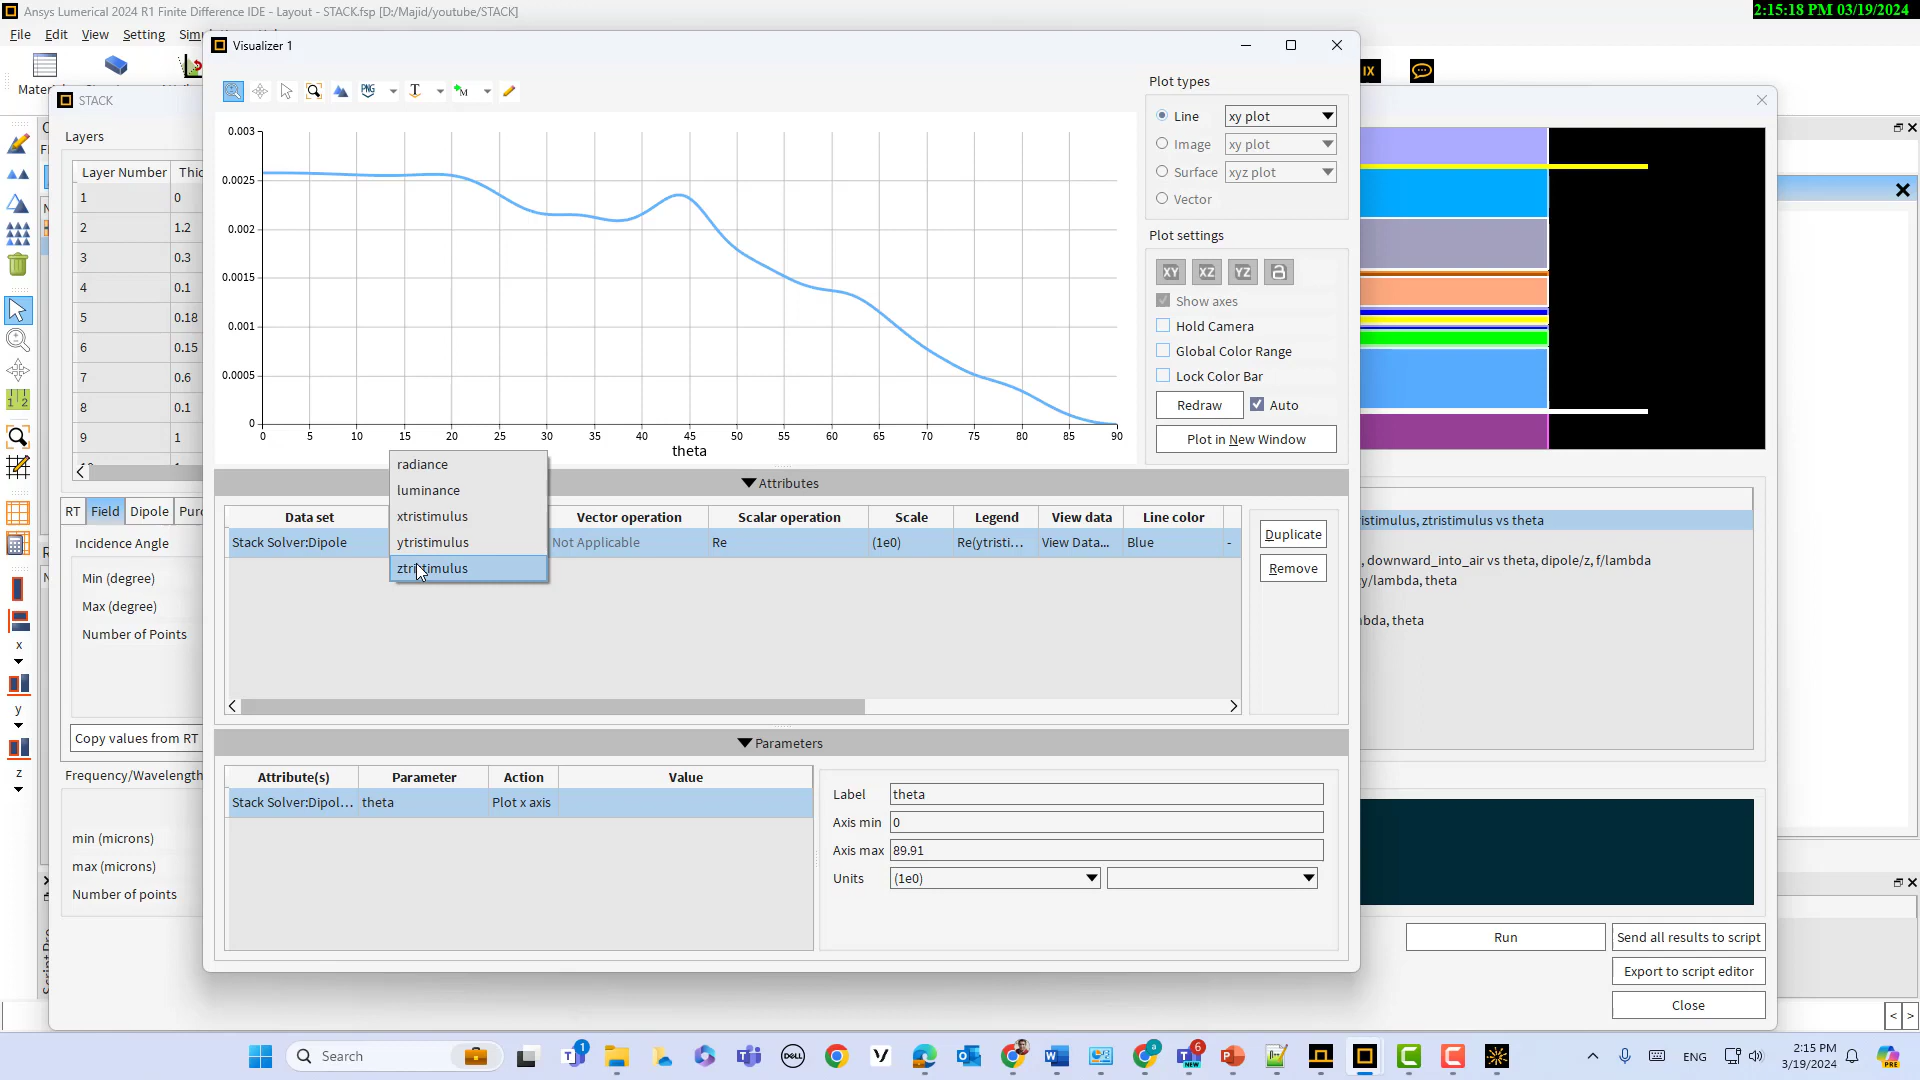 Ansys Lumerical 2024 R1 Finite Difference IDE - Layout - STACK.fsp [D:/Majid/youtube/STACK]
2:15:18 PM 03/19/2024
File Edit View Setting
Visualizer 1
STACK
Layers
Layer Number
1 0
2 1.2
3 0.3
4 0.1
5 0.18
6 0.15
7 0.6
8 0.1
9 1
RT Field Dipole
Incidence Angle
Min (degree)
Max (degree)
Number of Points
Copy values from RT
Frequency/Wavelength
min (microns)
max (microns)
Number of points
x
y
z
PNG T M
0.003
0.0025
0.002
0.0015
0.001
0.0005
0
0 5 10 15 20 25 30 35 40 45 50 55 60 65 70 75 80 85 90
theta
Plot types
Line xy plot
Image xy plot
Surface xyz plot
Vector
Plot settings
XY XZ YZ
Show axes
Hold Camera
Global Color Range
Lock Color Bar
Redraw Auto
Plot in New Window
Attributes
Data set Vector operation Scalar operation Scale Legend View data Line color
Stack Solver:Dipole Not Applicable Re (1e0) Re(ytristi... View Data... Blue -
radiance
luminance
xtristimulus
ytristimulus
ztristimulus
Duplicate
Remove
Parameters
Attribute(s) Parameter Action Value
Stack Solver:Dipol... theta Plot x axis
Label theta
Axis min 0
Axis max 89.91
Units (1e0)
istimulus, ztristimulus vs theta
, downward_into_air vs theta, dipole/z, f/lambda
y/lambda, theta
bda, theta
Run
Send all results to script
Export to script editor
Close
IX
Search
1
6
ENG
2:15 PM
3/19/2024
PRE